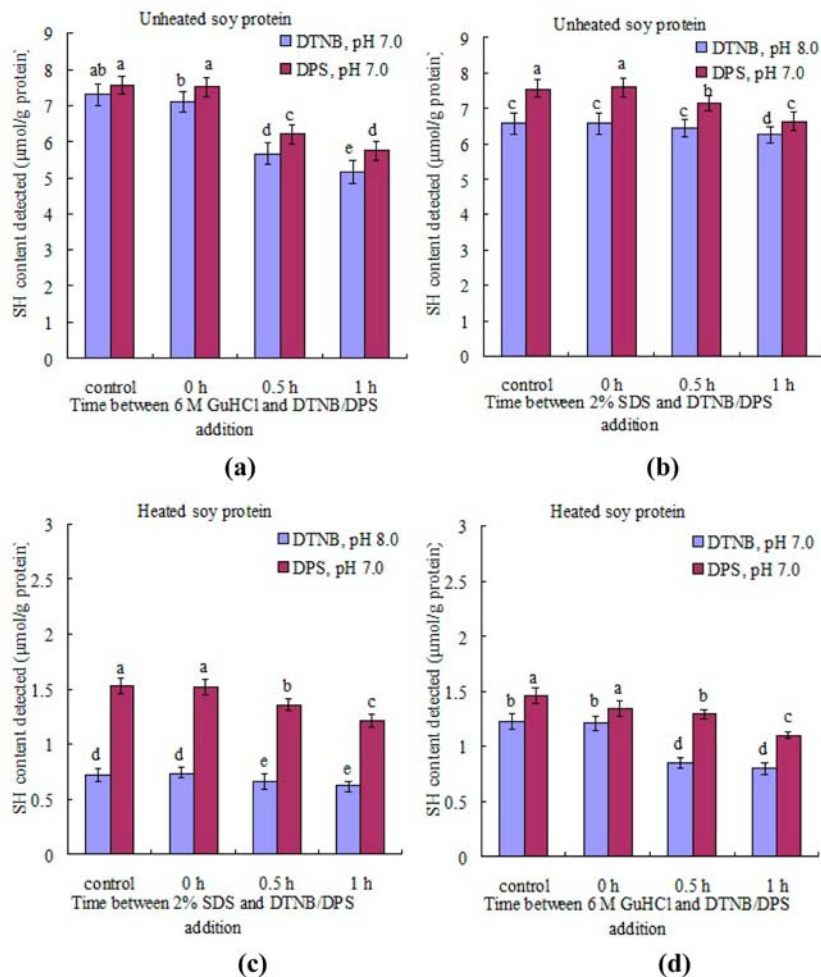 Unheated soy protein
DTNB, pH 7.0
DPS, pH 7.0
SH content detected (μmol/g protein)
9
8
7
6
5
4
3
2
1
0
ab a b a d c e d
control 0 h 0.5 h 1 h
Time between 6 M GuHCl and DTNB/DPS
addition
(a)
Unheated soy protein
DTNB, pH 8.0
DPS, pH 7.0
SH content detected (μmol/g protein)
9
8
7
6
5
4
3
2
1
0
c a c a c b d c
control 0 h 0.5 h 1 h
Time between 2% SDS and DTNB/DPS
addition
(b)
Heated soy protein
DTNB, pH 8.0
DPS, pH 7.0
SH content detected (μmol/g protein)
3
2.5
2
1.5
1
0.5
0
d a d a e b e c
control 0 h 0.5 h 1 h
Time between 2% SDS and DTNB/DPS
addition
(c)
Heated soy protein
DTNB, pH 7.0
DPS, pH 7.0
SH content detected (μmol/g protein)
3
2.5
2
1.5
1
0.5
0
b a b a d b d c
control 0 h 0.5 h 1 h
Time between 6 M GuHCl and DTNB/DPS
addition
(d)